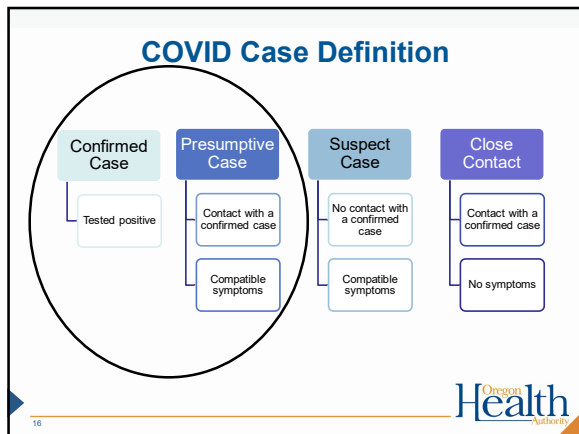 COVID Case Definition
Confirmed
Case
Tested positive
Presumptive
Case
Contact with a
confirmed case
Compatible
symptoms
Suspect
Case
No contact with
a confirmed
case
Compatible
symptoms
Close
Contact
Contact with a
confirmed case
No symptoms
16
Oregon
Health
Authority